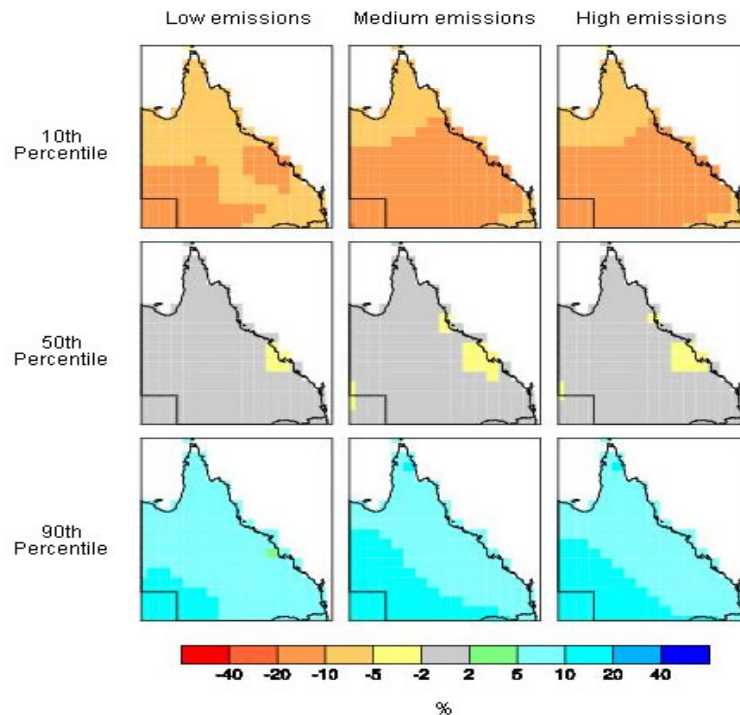 Low emissions Medium emissions High emissions
10th
Percentile
50th
Percentile
90th
Percentile
-40 -20 -10 -5 -2 2 5 10 20 40
%